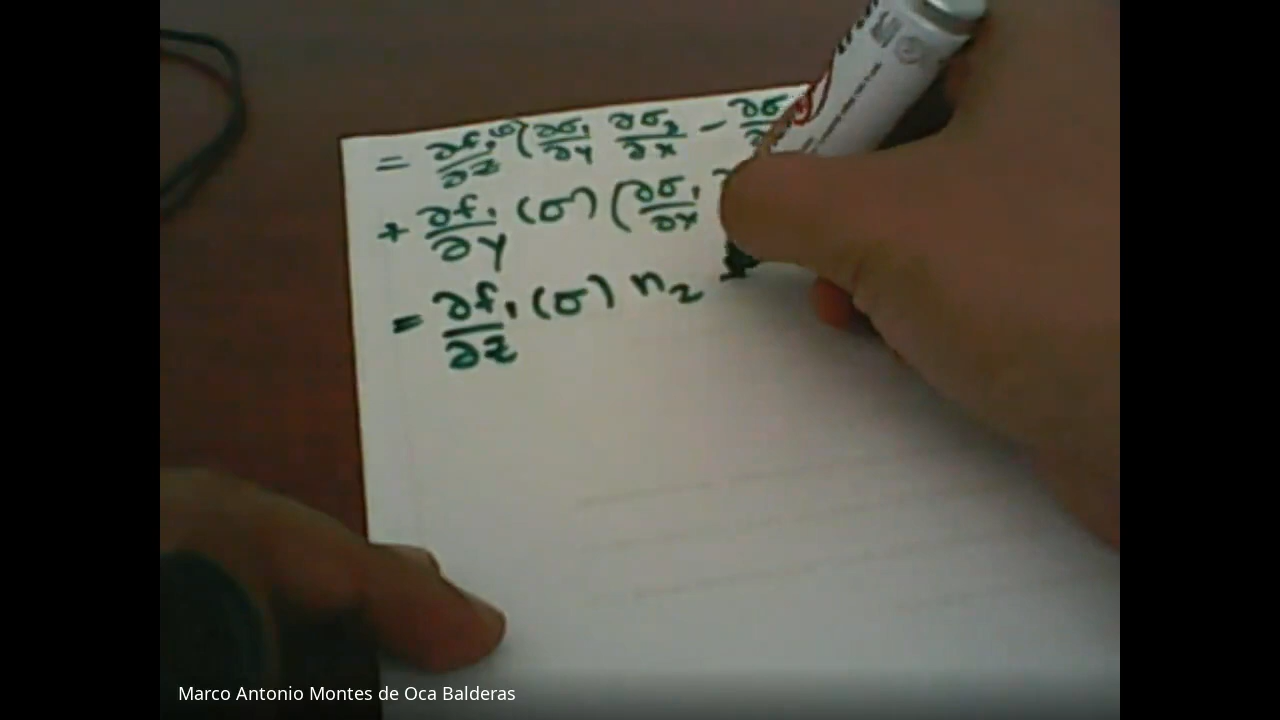 = ∂f₁/∂z (σ) (∂σ₁/∂y ∂σ₂/∂x − ∂σ
+ ∂f₁/∂y (σ) (∂σ₁/∂x
= ∂f₁/∂z (σ) n₂
Marco Antonio Montes de Oca Balderas